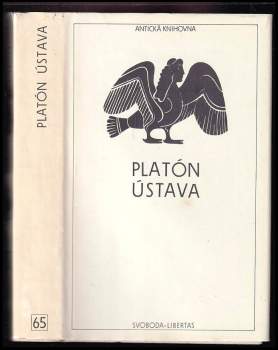 PLATÓN ÚSTAVA
65
ANTICKÁ KNIHOVNA
PLATÓN
ÚSTAVA
SVOBODA-LIBERTAS